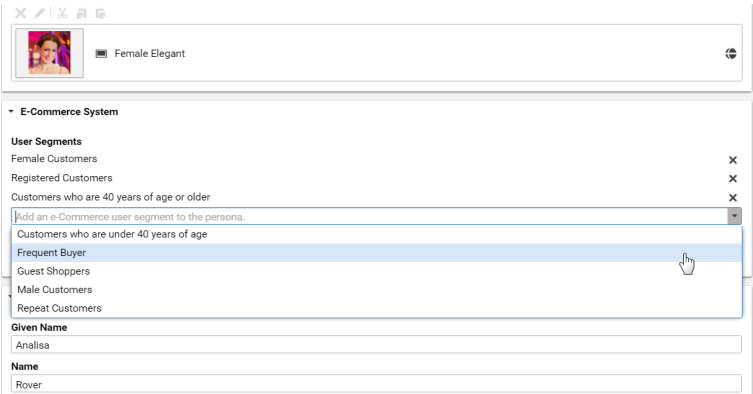 Female Elegant
E-Commerce System
User Segments
Female Customers
Registered Customers
Customers who are 40 years of age or older
Add an e-Commerce user segment to the persona.
Customers who are under 40 years of age
Frequent Buyer
Guest Shoppers
Male Customers
Repeat Customers
Given Name
Analisa
Name
Rover